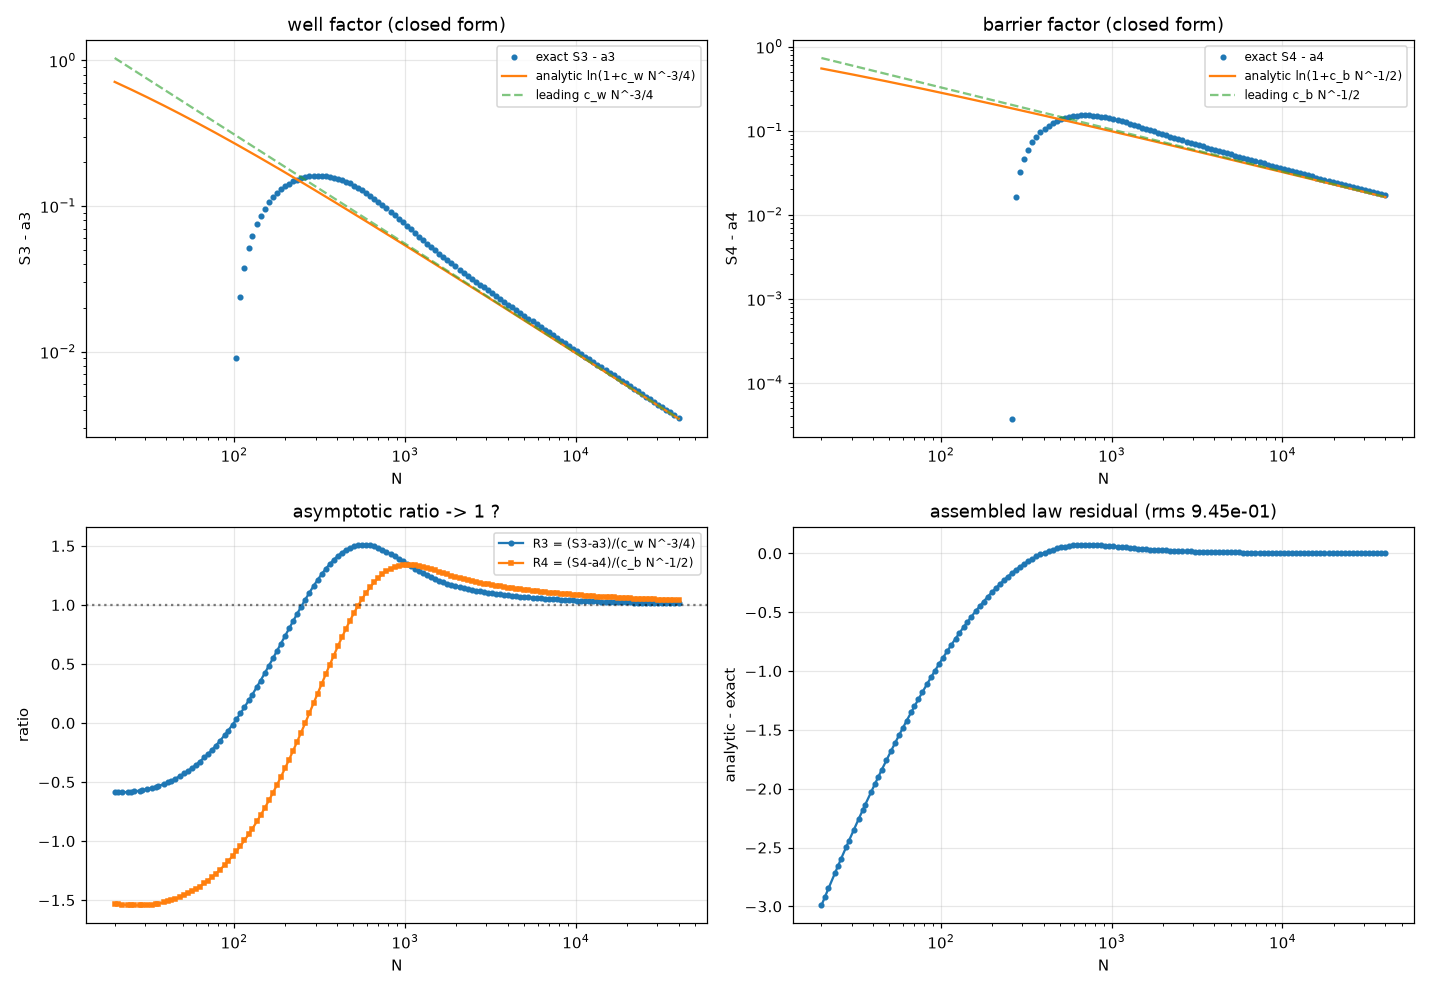 well factor (closed form)
exact S3 - a3
analytic ln(1+c_w N^-3/4)
leading c_w N^-3/4
S3 - a3
10^0
10^-1
10^-2
10^2
10^3
10^4
N
barrier factor (closed form)
exact S4 - a4
analytic ln(1+c_b N^-1/2)
leading c_b N^-1/2
S4 - a4
10^0
10^-1
10^-2
10^-3
10^-4
10^2
10^3
10^4
N
asymptotic ratio -> 1 ?
R3 = (S3-a3)/(c_w N^-3/4)
R4 = (S4-a4)/(c_b N^-1/2)
ratio
1.5
1.0
0.5
0.0
−0.5
−1.0
−1.5
10^2
10^3
10^4
N
assembled law residual (rms 9.45e-01)
analytic - exact
0.0
−0.5
−1.0
−1.5
−2.0
−2.5
−3.0
10^2
10^3
10^4
N